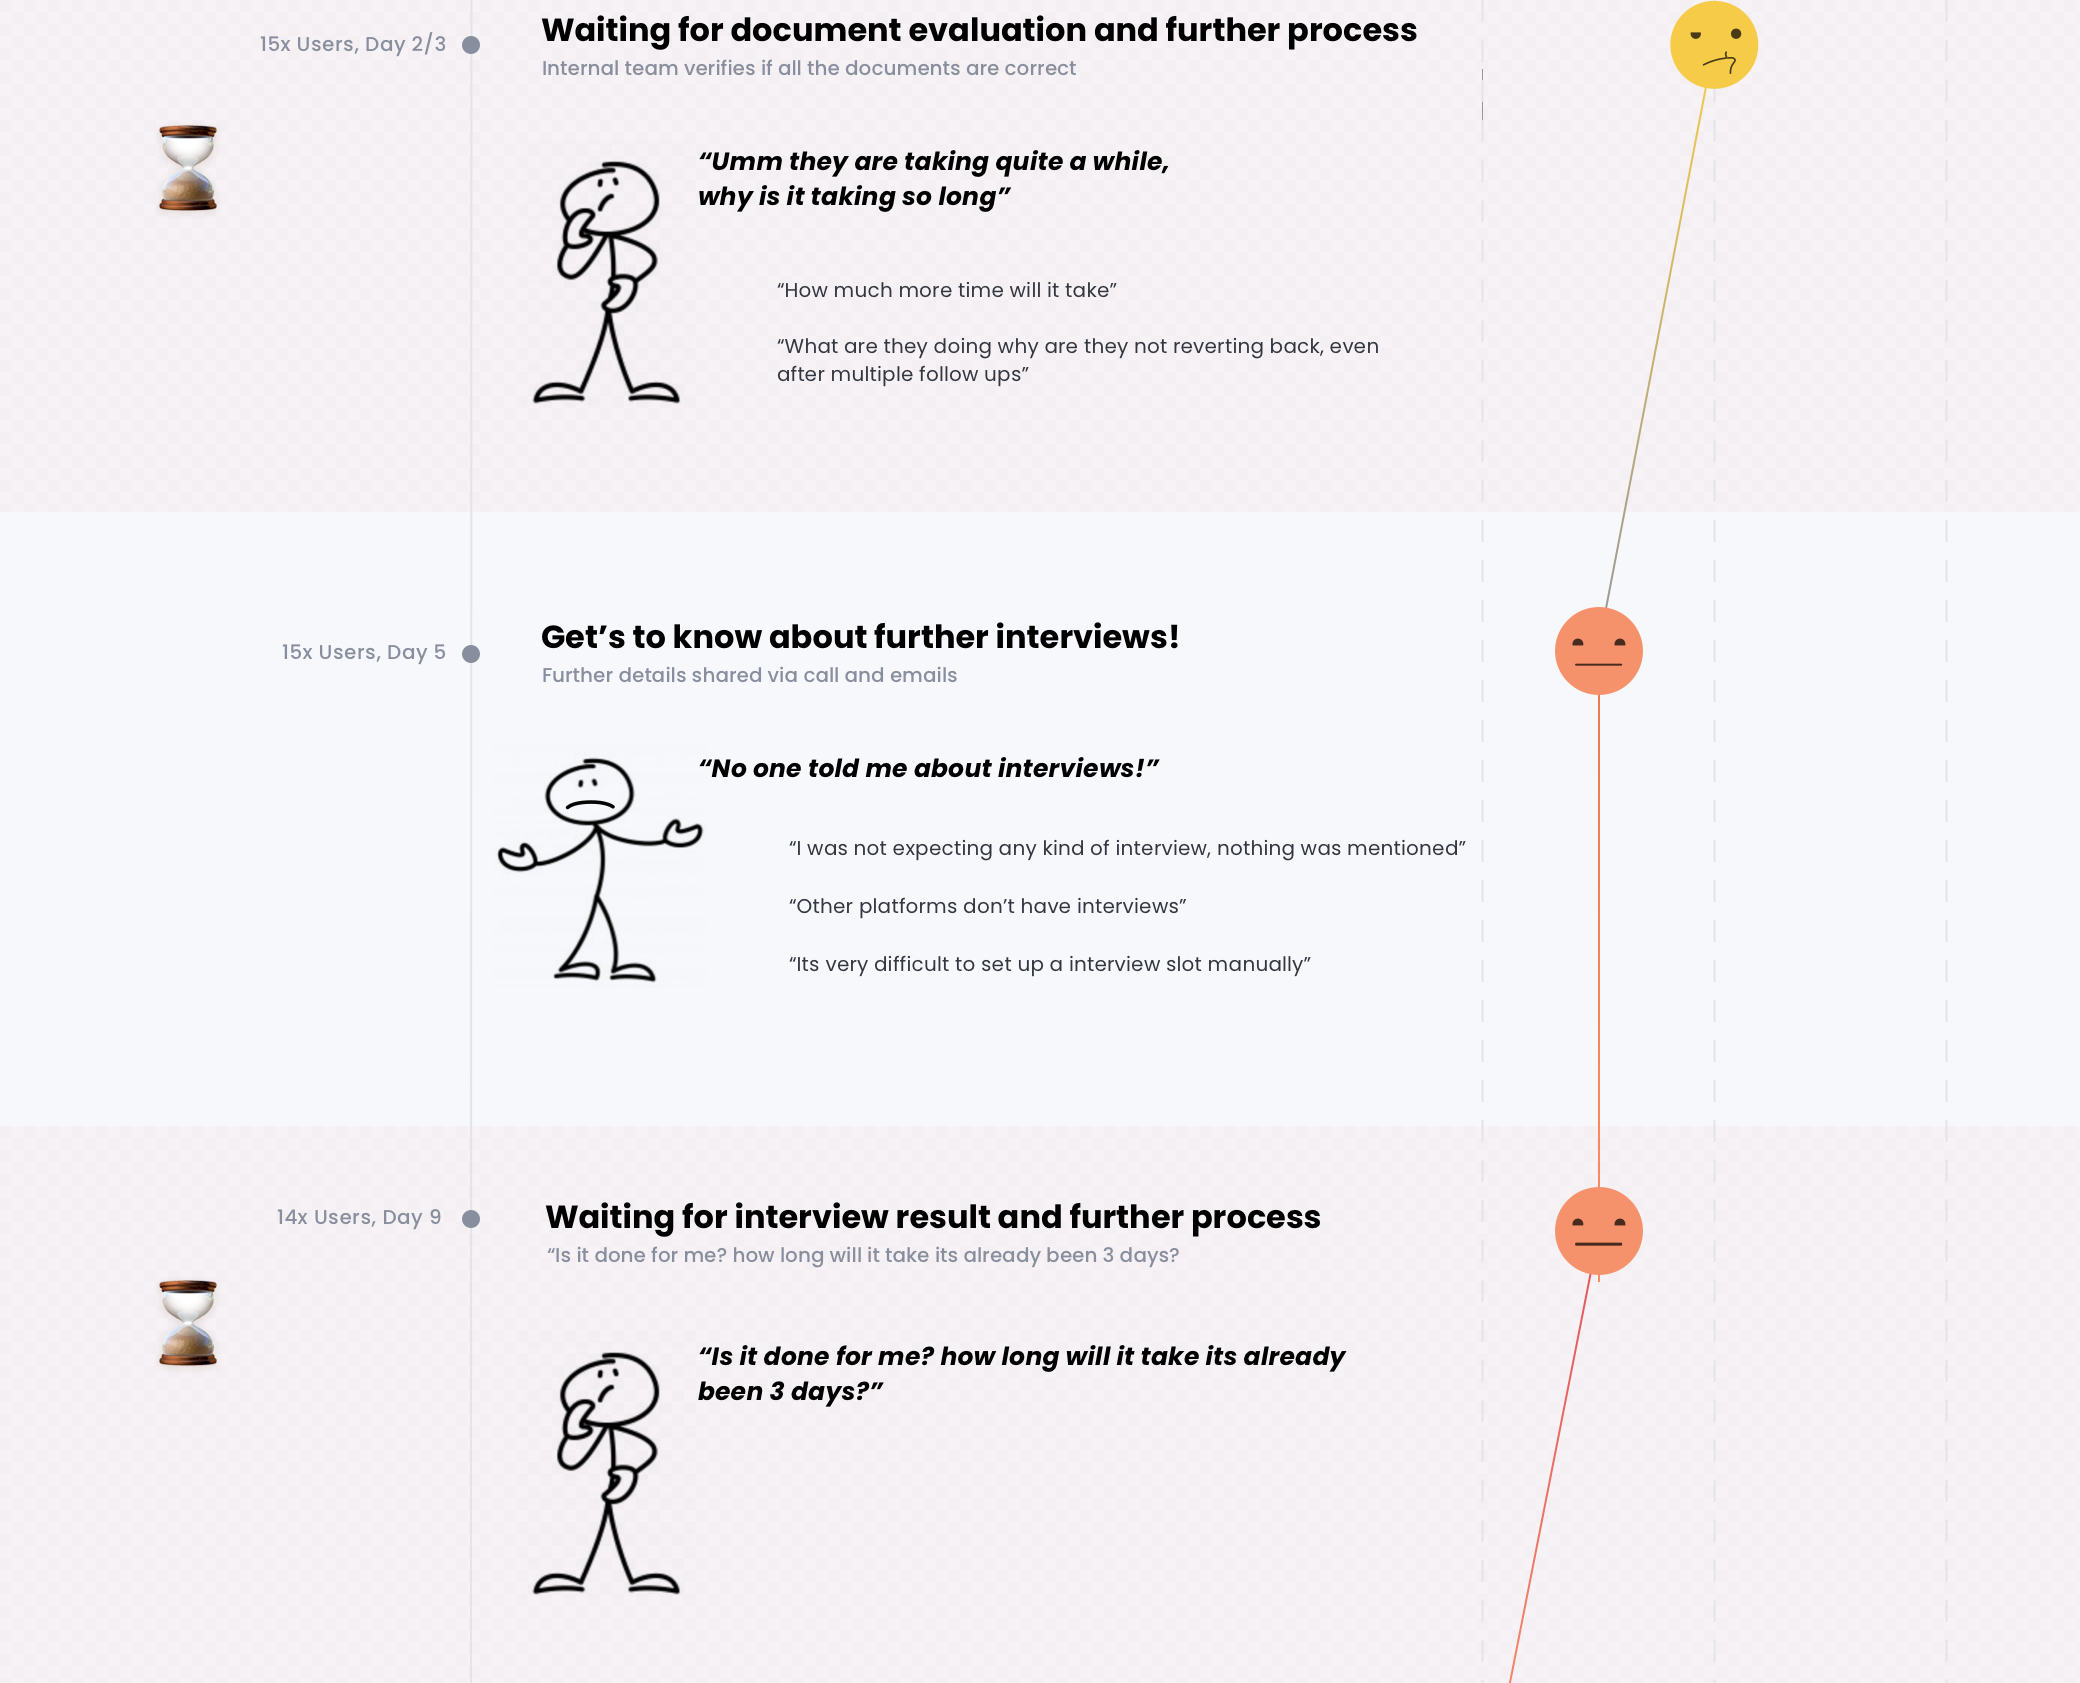 15x Users, Day 2/3
Waiting for document evaluation and further process
Internal team verifies if all the documents are correct
“Umm they are taking quite a while,
why is it taking so long”
“How much more time will it take”
“What are they doing why are they not reverting back, even
after multiple follow ups”
15x Users, Day 5
Get’s to know about further interviews!
Further details shared via call and emails
“No one told me about interviews!”
“I was not expecting any kind of interview, nothing was mentioned”
“Other platforms don’t have interviews”
“Its very difficult to set up a interview slot manually”
14x Users, Day 9
Waiting for interview result and further process
“Is it done for me? how long will it take its already been 3 days?
“Is it done for me? how long will it take its already
been 3 days?”